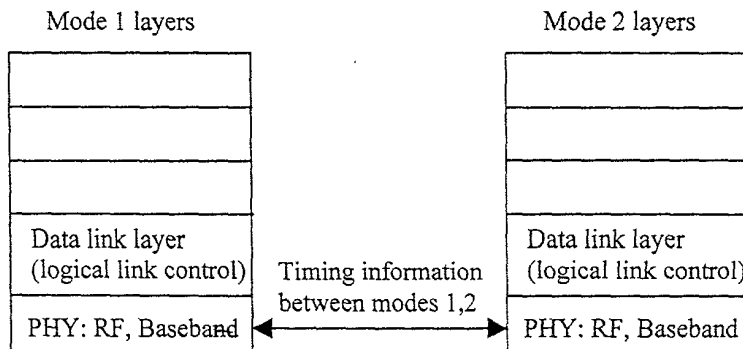 Mode 1 layers
Mode 2 layers
Data link layer
(logical link control)
Timing information
between modes 1,2
Data link layer
(logical link control)
PHY: RF, Baseband
PHY: RF, Baseband